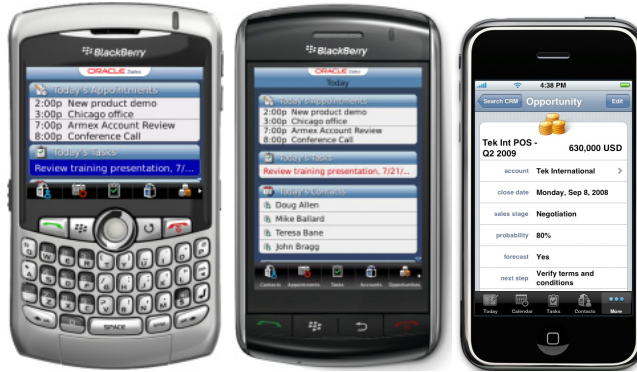 BlackBerry
ORACLE Sales
Today's Appointments
2:00p New product demo
3:00p Chicago office
7:00p Armex Account Review
8:00p Conference Call
Today's Tasks
Review training presentation, 7/...
SPACE
BlackBerry
ORACLE Sales
Today
Today's Appointments
2:00p New product demo
3:00p Chicago office
7:00p Armex Account Review
8:00p Conference Call
Today's Tasks
Review training presentation, 7/21/...
Today's Contacts
Doug Allen
Mike Ballard
Teresa Bane
John Bragg
Contacts Appointments Tasks Accounts Opportunities
4:38 PM
Search CRM Opportunity Edit
Tek Int POS -
Q2 2009 630,000 USD
account Tek International
close date Monday, Sep 8, 2008
sales stage Negotiation
probability 80%
forecast Yes
next step Verify terms and
conditions
Today Calendar Tasks Contacts More